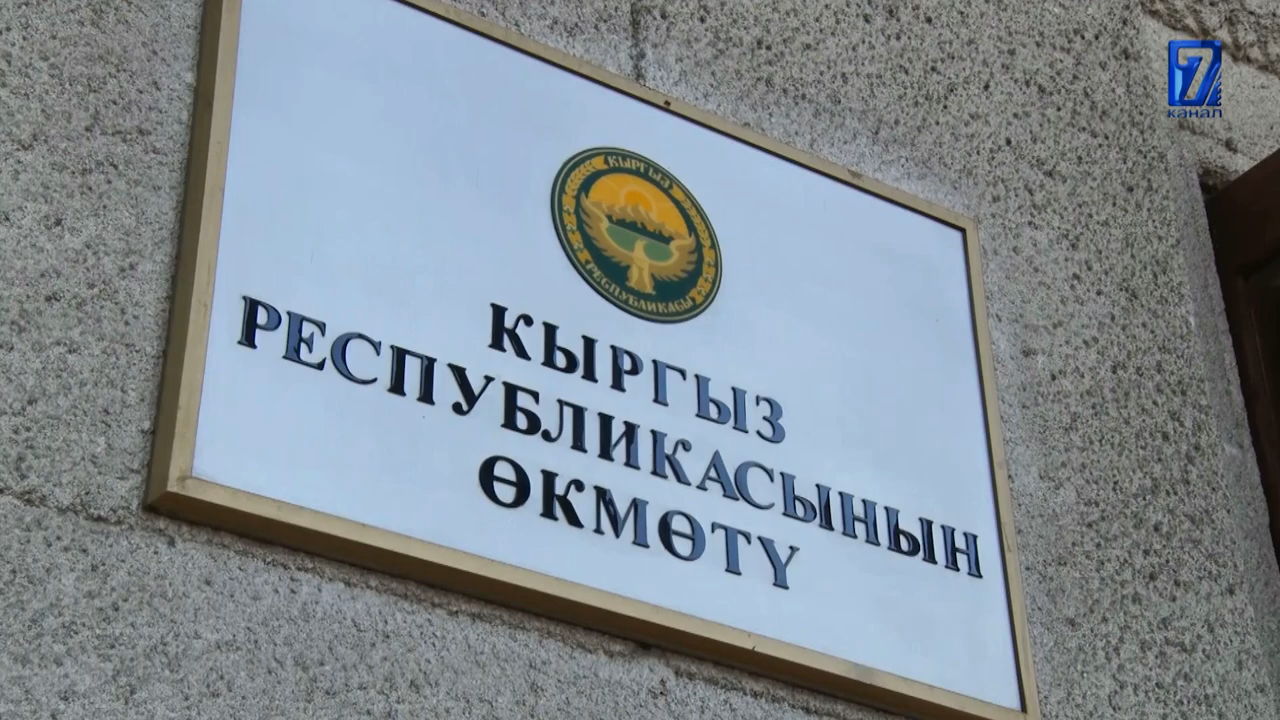 7
канал
КЫРГЫЗ
РЕСПУБЛИКАСЫ
КЫРГЫЗ
РЕСПУБЛИКАСЫНЫН
ӨКМӨТҮ